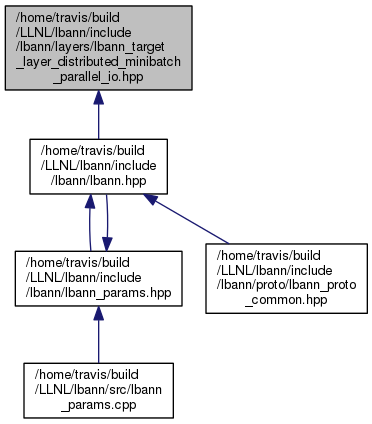 /home/travis/build
/LLNL/lbann/include
/lbann/layers/lbann_target
_layer_distributed_minibatch
_parallel_io.hpp
/home/travis/build
/LLNL/lbann/include
/lbann/lbann.hpp
/home/travis/build
/LLNL/lbann/include
/lbann/lbann_params.hpp
/home/travis/build
/LLNL/lbann/include
/lbann/proto/lbann_proto
_common.hpp
/home/travis/build
/LLNL/lbann/src/lbann
_params.cpp